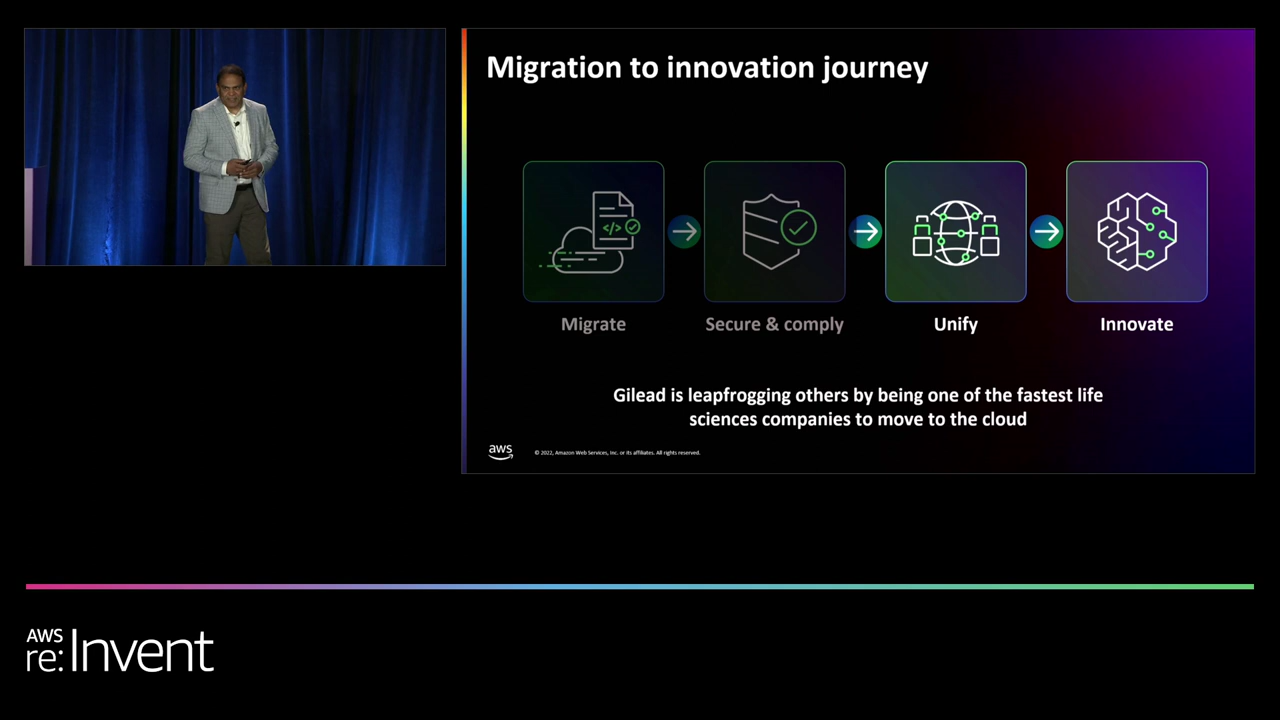 Migration to innovation journey
Migrate
Secure & comply
Unify
Innovate
Gilead is leapfrogging others by being one of the fastest life
sciences companies to move to the cloud
aws
© 2022, Amazon Web Services, Inc. or its affiliates. All rights reserved.
AWS
re:Invent